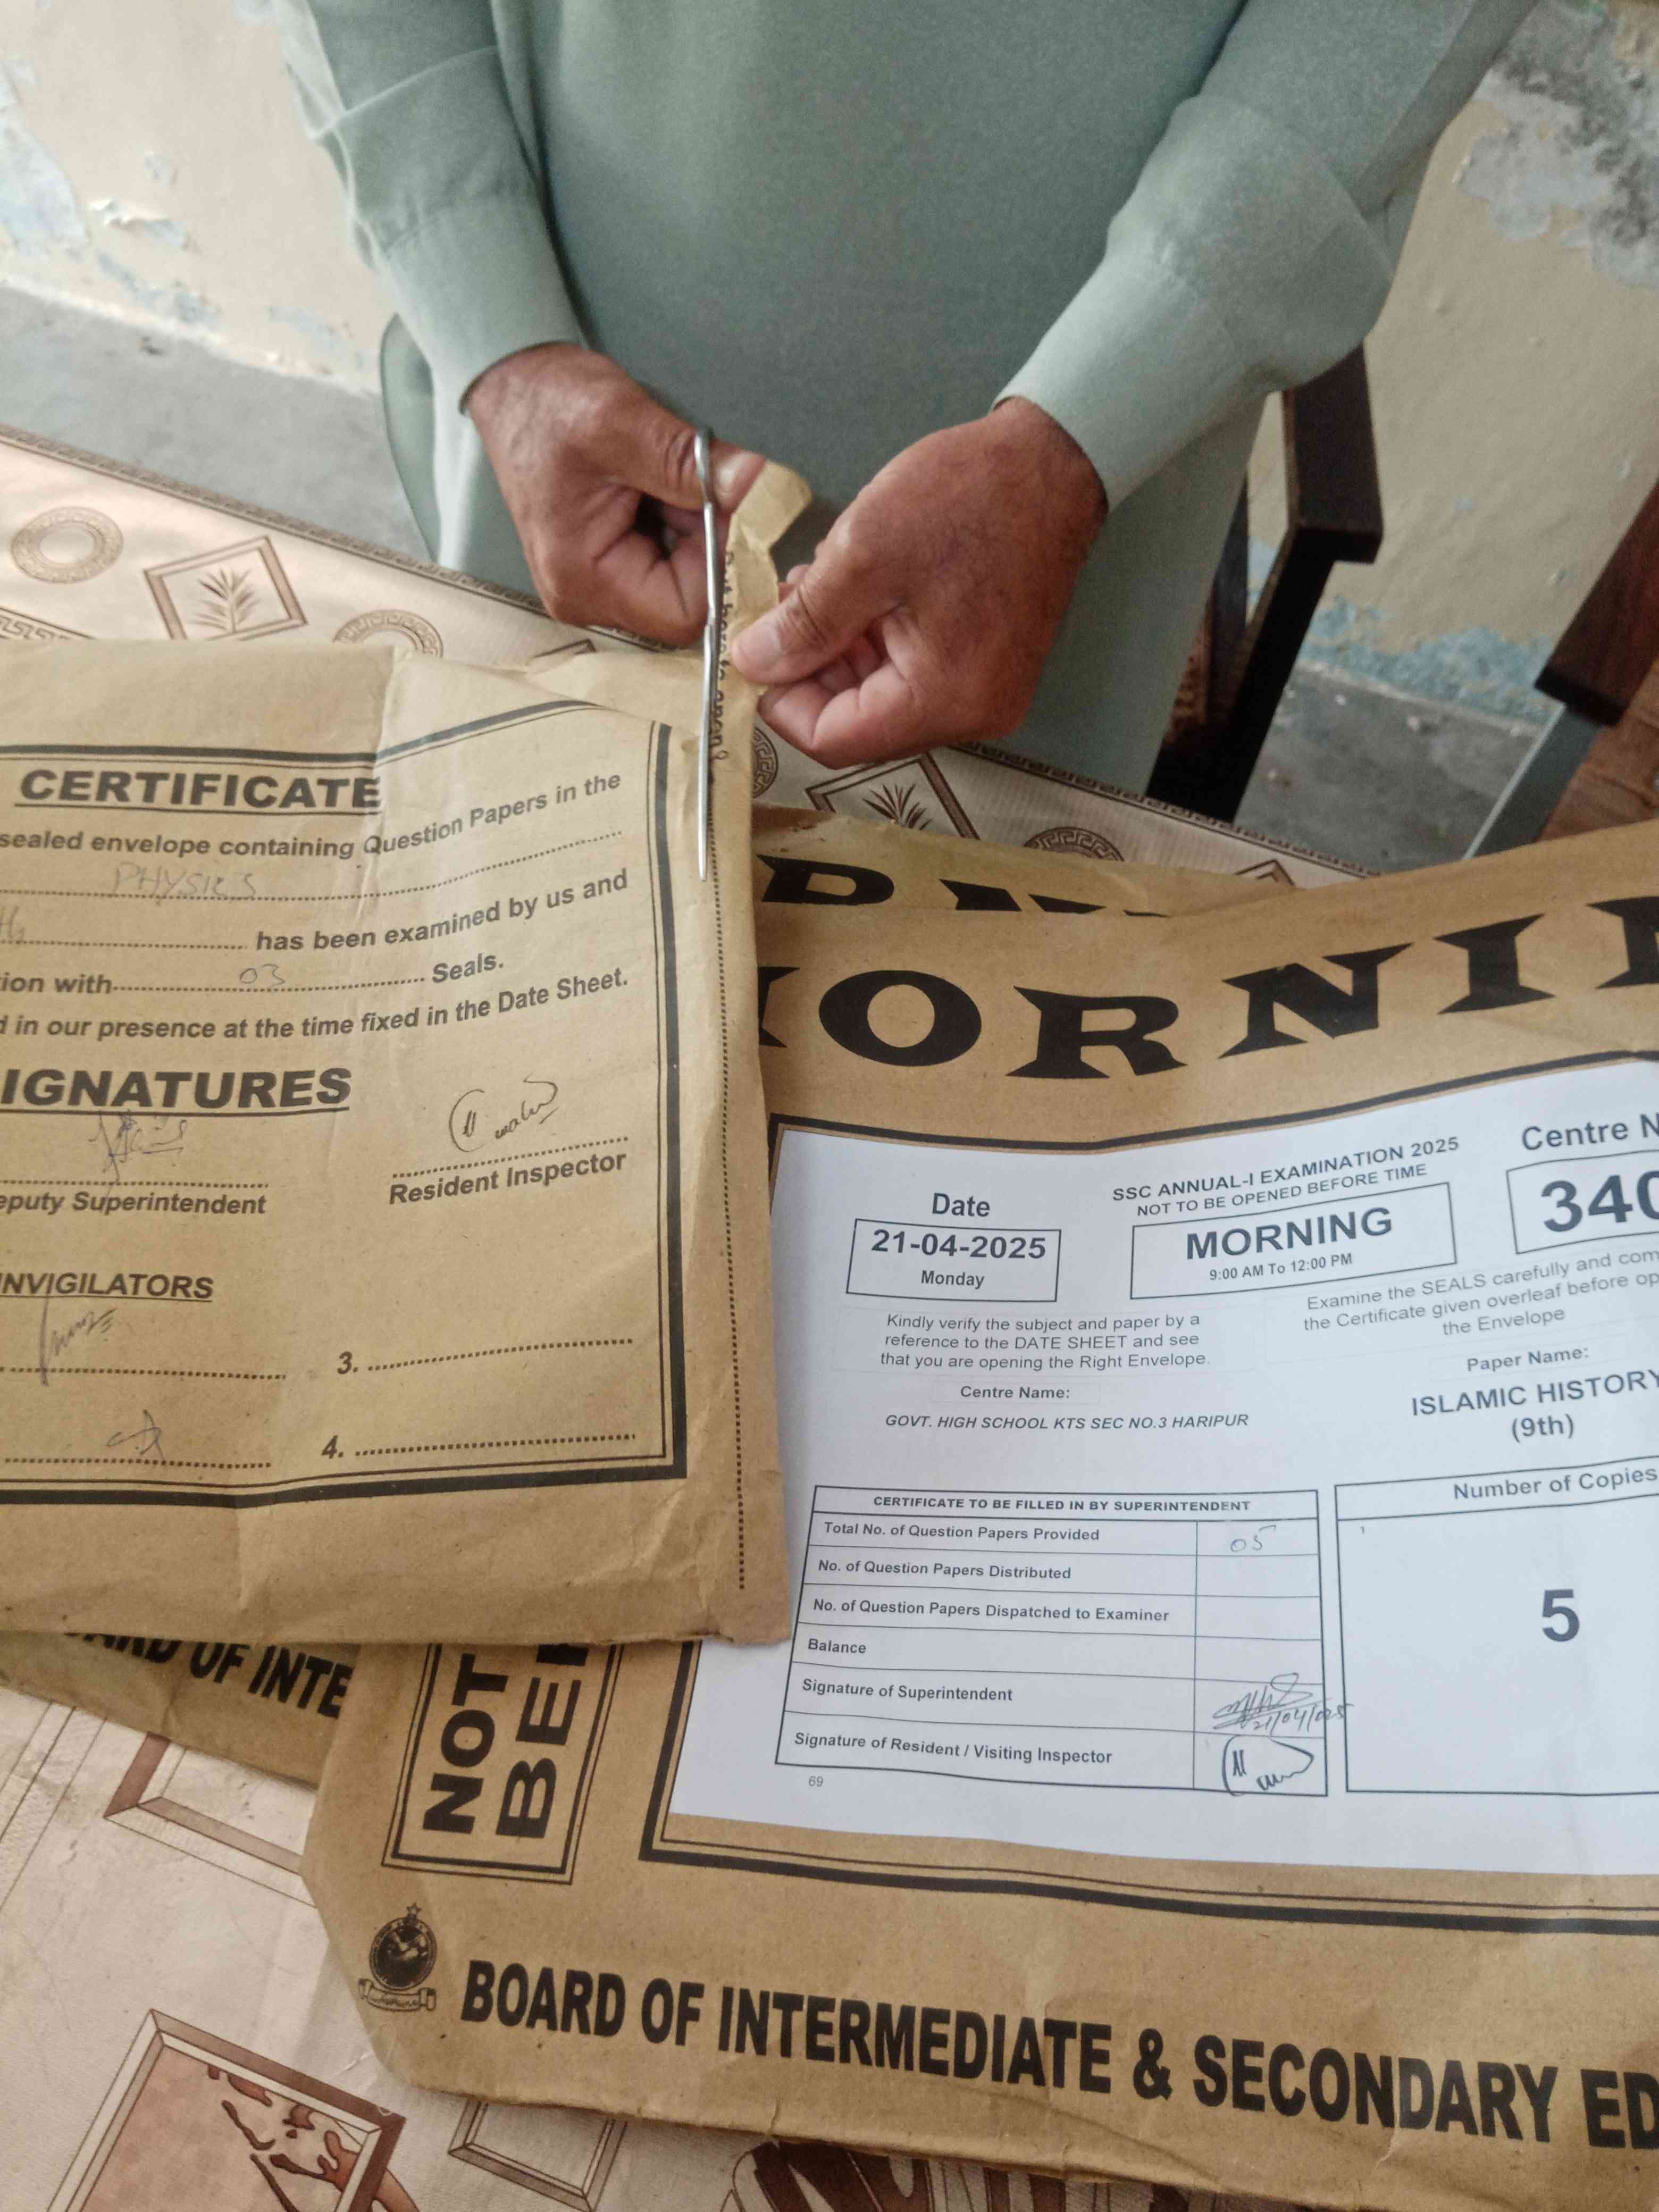 Cut here to open
CERTIFICATE
sealed envelope containing Question Papers in the
PHYSICS
has been examined by us and
ion with 03 Seals.
d in our presence at the time fixed in the Date Sheet.
IGNATURES
eputy Superintendent
Resident Inspector
NVIGILATORS
3.
4.
ORNIN
Date
21-04-2025
Monday
SSC ANNUAL-I EXAMINATION 2025
NOT TO BE OPENED BEFORE TIME
MORNING
9:00 AM To 12:00 PM
Centre N
340
Kindly verify the subject and paper by a
reference to the DATE SHEET and see
that you are opening the Right Envelope.
Examine the SEALS carefully and com
the Certificate given overleaf before op
the Envelope
Centre Name:
GOVT. HIGH SCHOOL KTS SEC NO.3 HARIPUR
Paper Name:
ISLAMIC HISTORY
(9th)
CERTIFICATE TO BE FILLED IN BY SUPERINTENDENT
Total No. of Question Papers Provided 05
No. of Question Papers Distributed
No. of Question Papers Dispatched to Examiner
Balance
Signature of Superintendent
21/04/025
Signature of Resident / Visiting Inspector
69
Number of Copies
5
ARD OF INTE
NOT
BE
BOARD OF INTERMEDIATE & SECONDARY ED